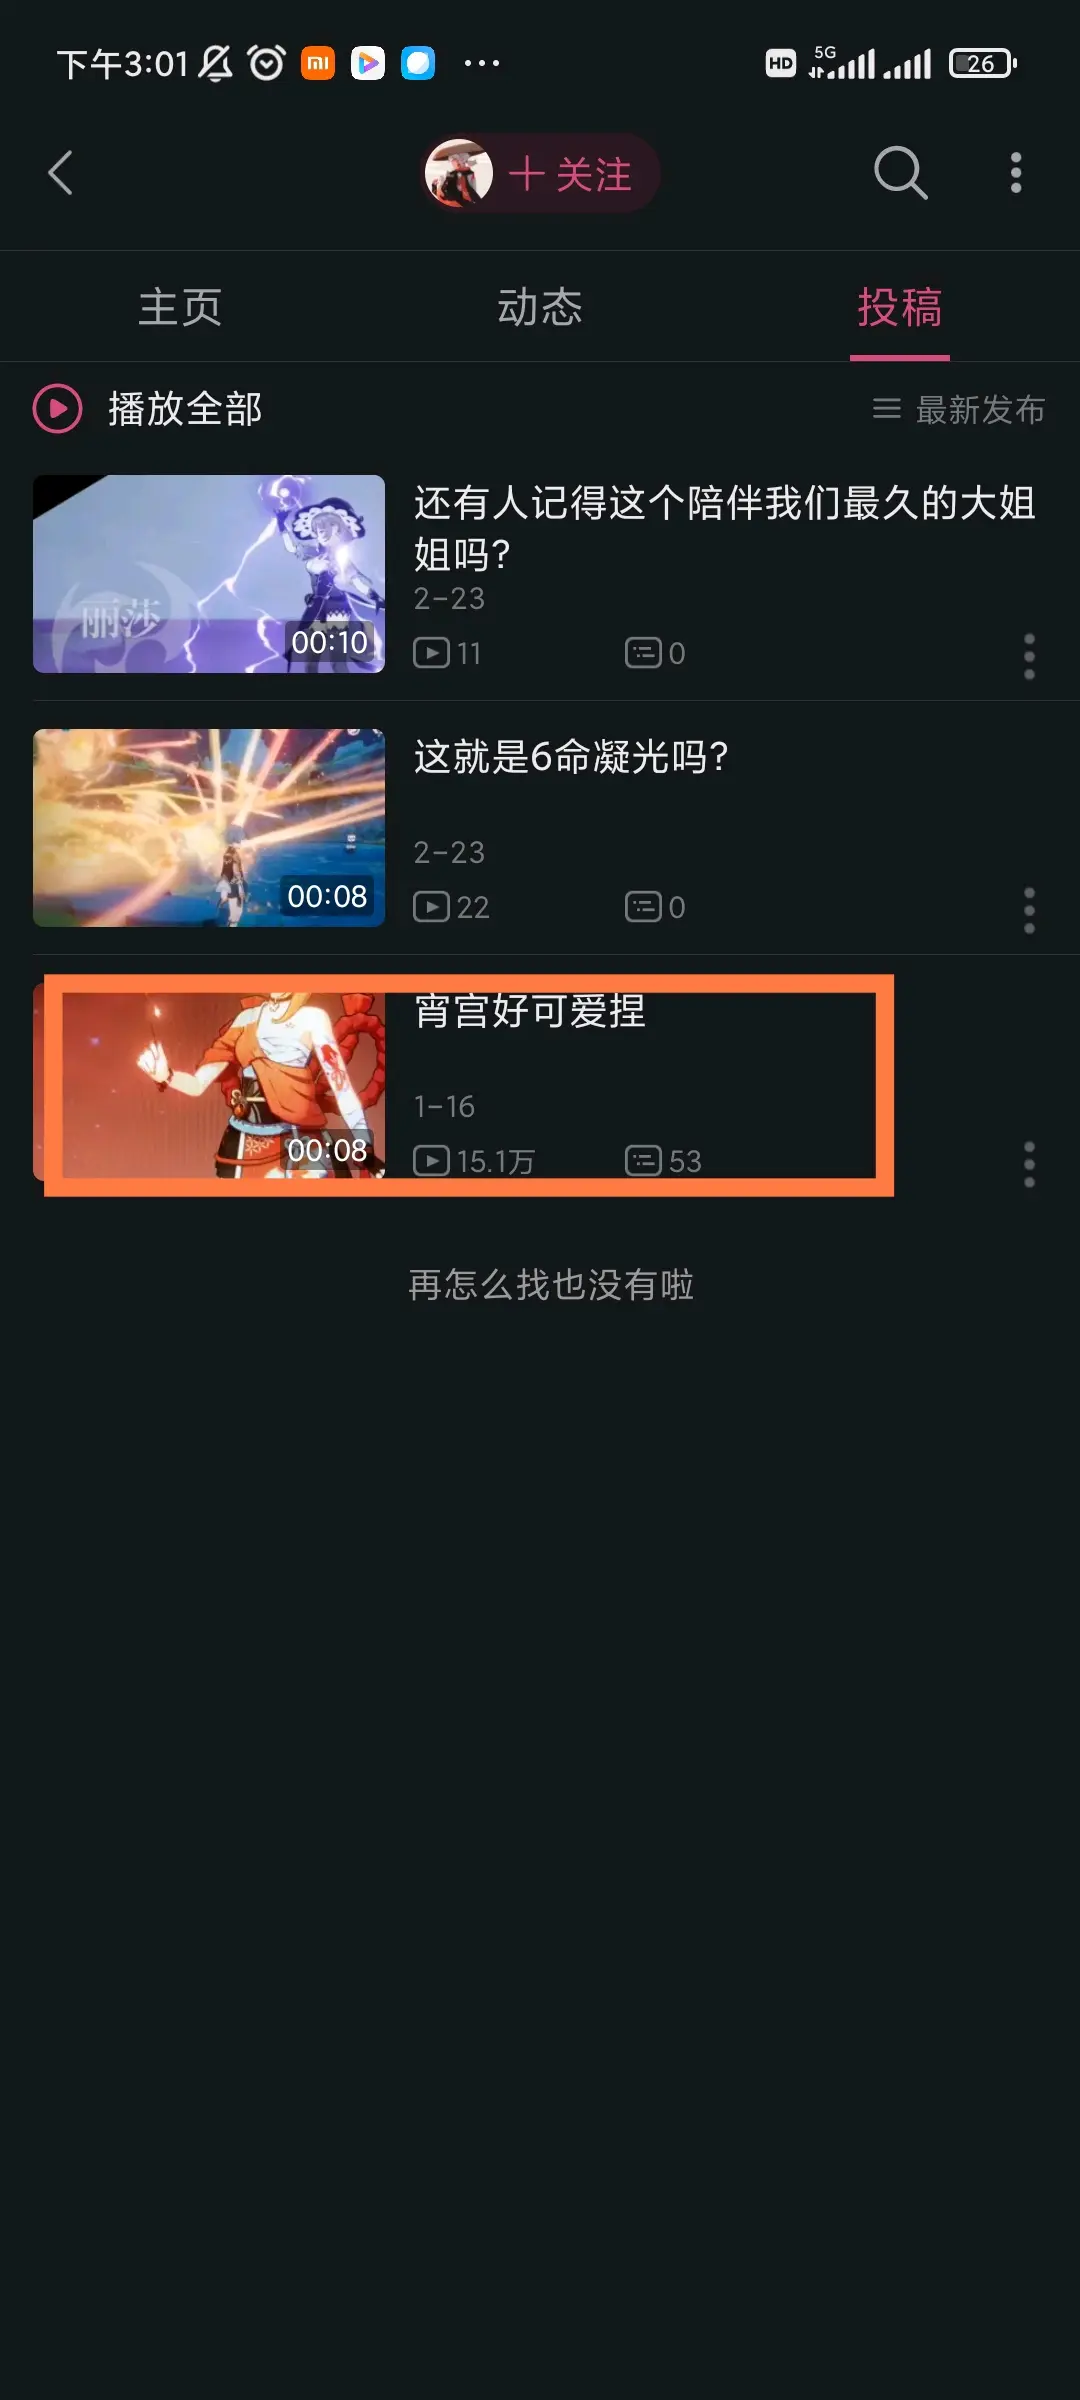 下午3:01
HD 5G 26
+ 关注
主页 动态 投稿
播放全部 最新发布
丽莎
00:10
还有人记得这个陪伴我们最久的大姐
姐吗?
2-23
11 0
00:08
这就是6命凝光吗?
2-23
22 0
00:08
宵宫好可爱捏
1-16
15.1万 53
再怎么找也没有啦